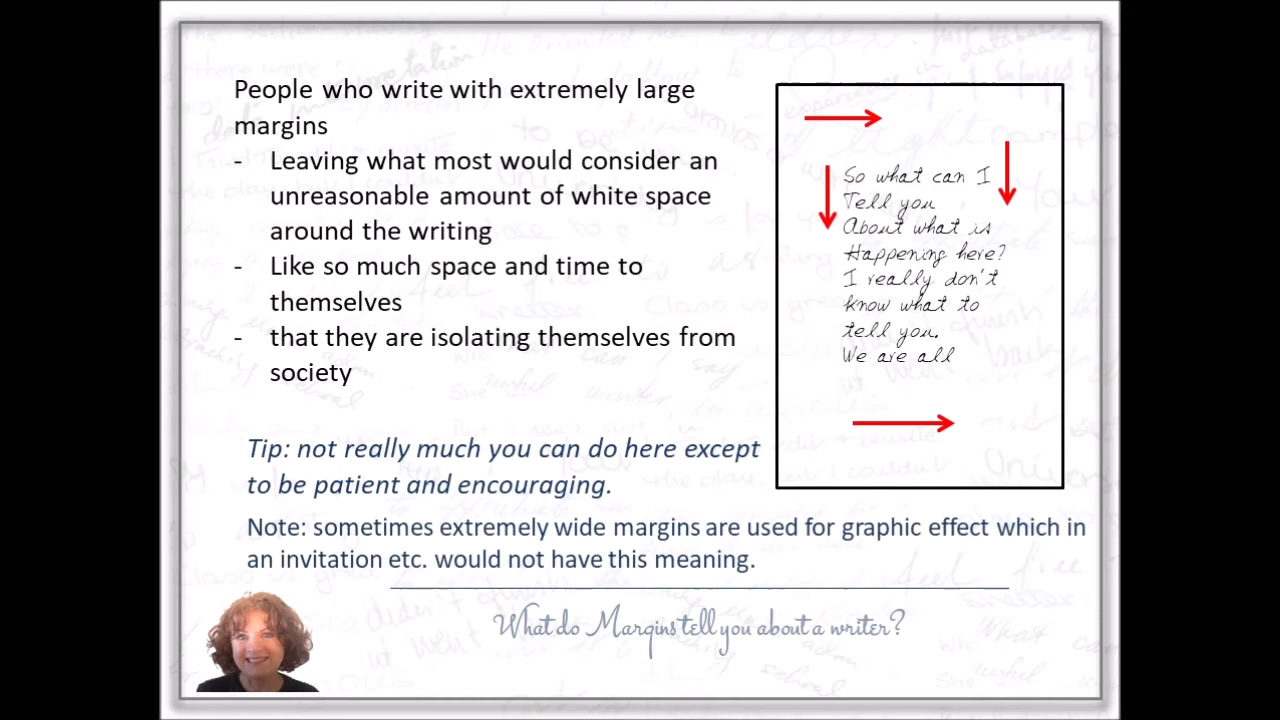 People who write with extremely large
margins
- Leaving what most would consider an
unreasonable amount of white space
around the writing
- Like so much space and time to
themselves
- that they are isolating themselves from
society
So what can I
Tell you
About what is
Happening here?
I really don't
know what to
tell you.
We are all
Tip: not really much you can do here except
to be patient and encouraging.
Note: sometimes extremely wide margins are used for graphic effect which in
an invitation etc. would not have this meaning.
What do Margins tell you about a writer?